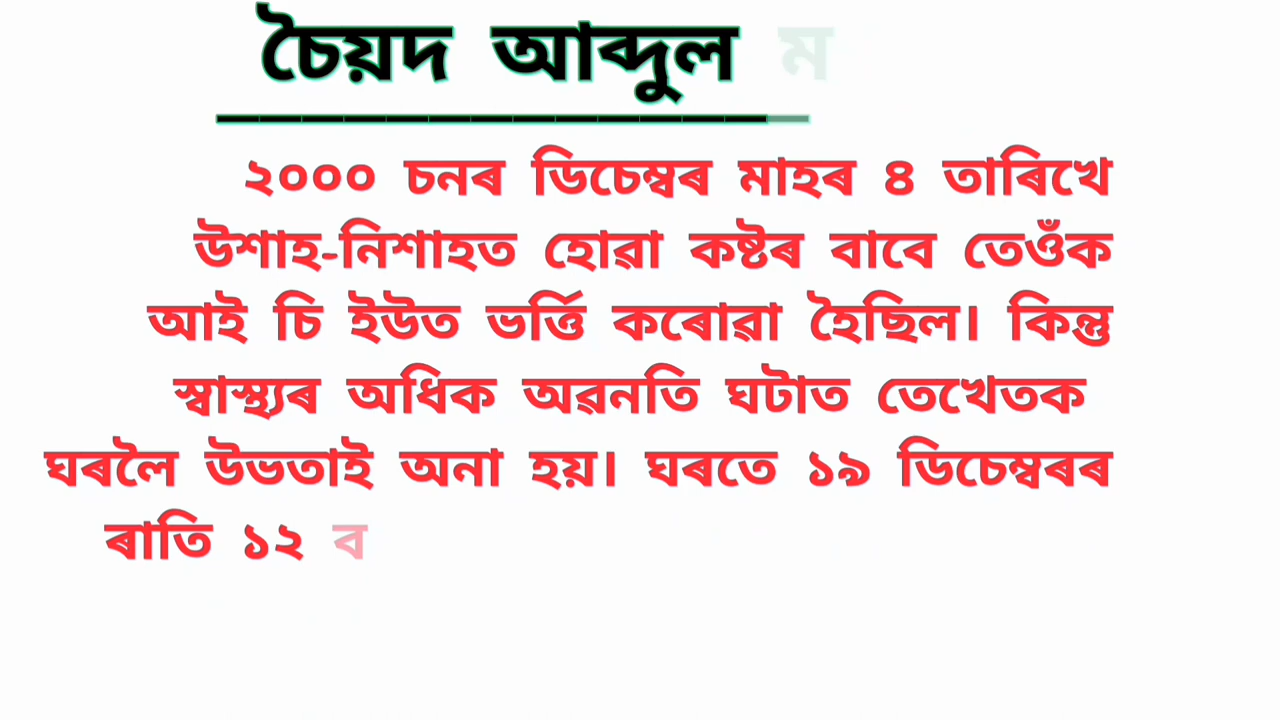 চৈয়দ আব্দুল ম
২০০০ চনৰ ডিচেম্বৰ মাহৰ ৪ তাৰিখে
উশাহ-নিশাহত হোৱা কষ্টৰ বাবে তেওঁক
আই চি ইউত ভৰ্ত্তি কৰোৱা হৈছিল। কিন্তু
স্বাস্থ্যৰ অধিক অৱনতি ঘটাত তেখেতক
ঘৰলৈ উভতাই অনা হয়। ঘৰতে ১৯ ডিচেম্বৰৰ
ৰাতি ১২ ব